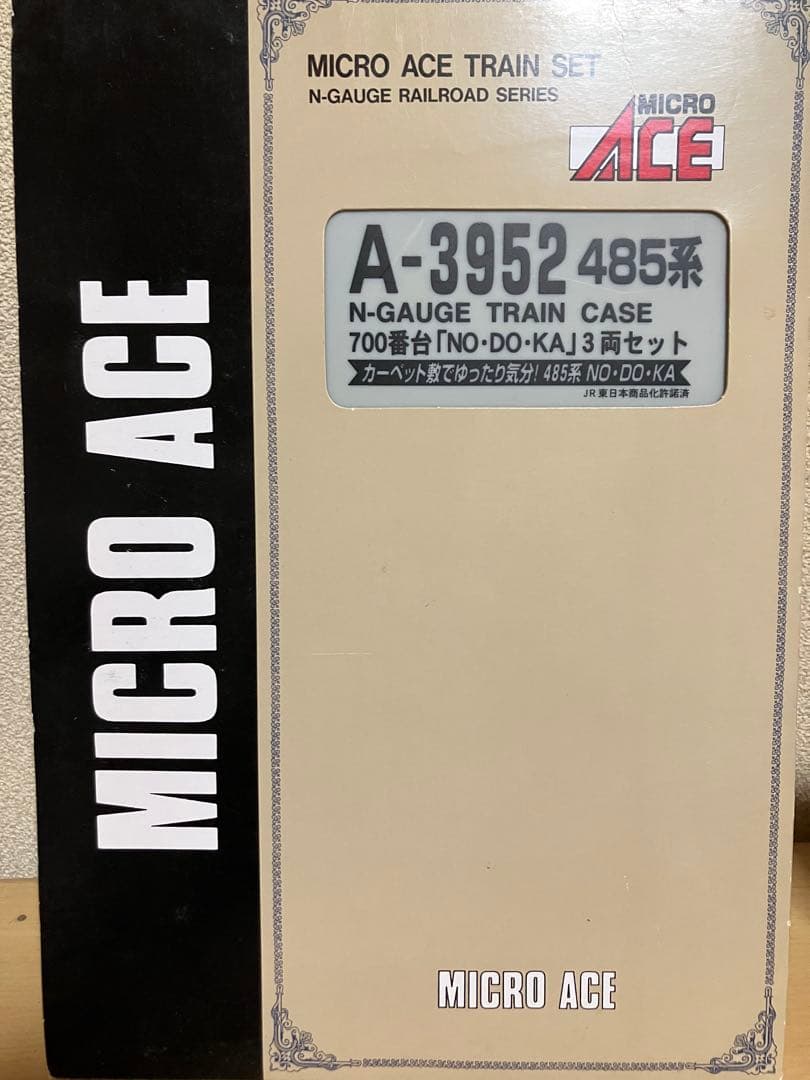 MICRO ACE
MICRO ACE TRAIN SET
N-GAUGE RAILROAD SERIES
MICRO
ACE
A-3952 485系
N-GAUGE TRAIN CASE
700番台「NO・DO・KA」3両セット
カーペット敷でゆったり気分! 485系 NO・DO・KA
JR東日本商品化許諾済
MICRO ACE